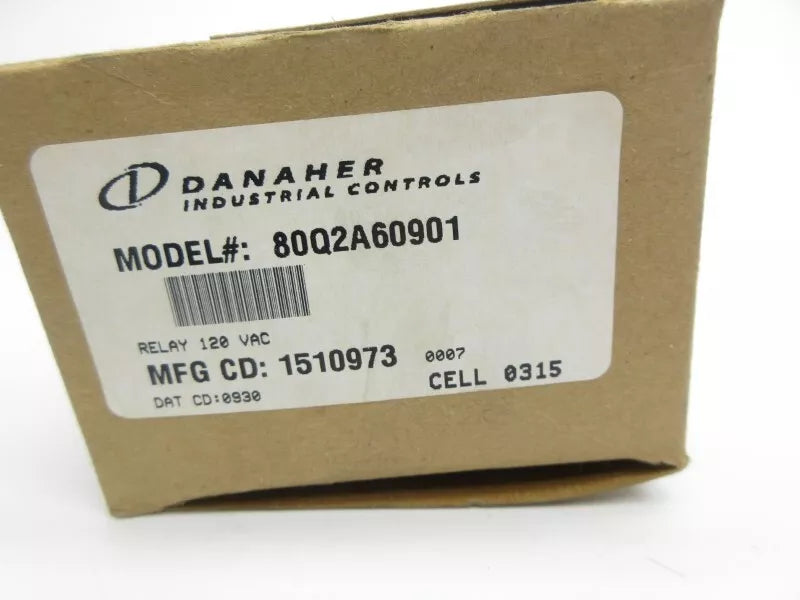 DANAHER
INDUSTRIAL CONTROLS
MODEL#: 80Q2A60901
RELAY 120 VAC
MFG CD: 1510973 0007
DAT CD:0930 CELL 0315